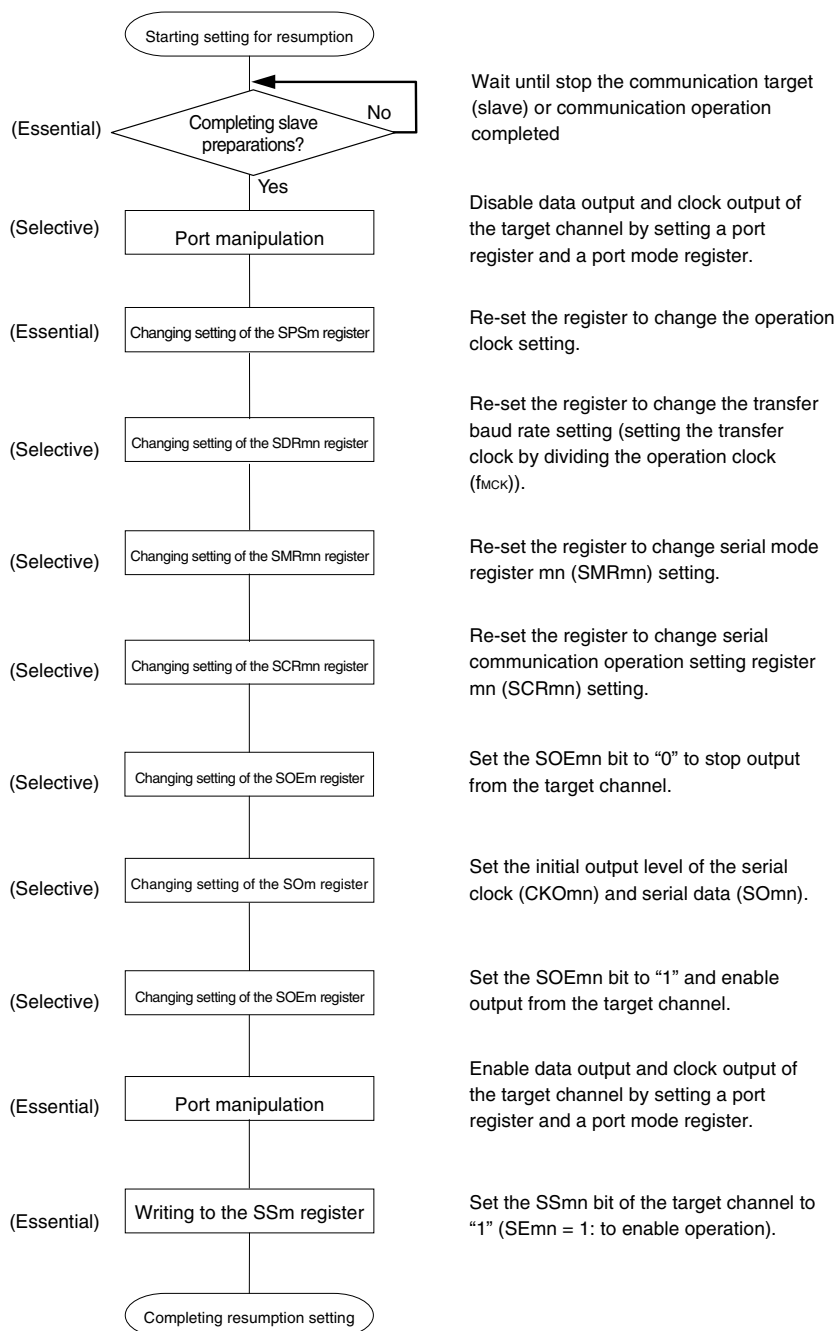 Starting setting for resumption
(Essential)
Completing slave
preparations?
No
Yes
Wait until stop the communication target
(slave) or communication operation
completed
(Selective)
Port manipulation
Disable data output and clock output of
the target channel by setting a port
register and a port mode register.
(Essential)
Changing setting of the SPSm register
Re-set the register to change the operation
clock setting.
(Selective)
Changing setting of the SDRmn register
Re-set the register to change the transfer
baud rate setting (setting the transfer
clock by dividing the operation clock
(fMCK)).
(Selective)
Changing setting of the SMRmn register
Re-set the register to change serial mode
register mn (SMRmn) setting.
(Selective)
Changing setting of the SCRmn register
Re-set the register to change serial
communication operation setting register
mn (SCRmn) setting.
(Selective)
Changing setting of the SOEm register
Set the SOEmn bit to “0” to stop output
from the target channel.
(Selective)
Changing setting of the SOm register
Set the initial output level of the serial
clock (CKOmn) and serial data (SOmn).
(Selective)
Changing setting of the SOEm register
Set the SOEmn bit to “1” and enable
output from the target channel.
(Essential)
Port manipulation
Enable data output and clock output of
the target channel by setting a port
register and a port mode register.
(Essential)
Writing to the SSm register
Set the SSmn bit of the target channel to
“1” (SEmn = 1: to enable operation).
Completing resumption setting